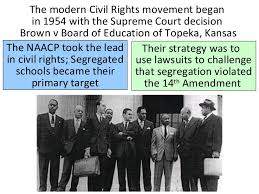 The modern Civil Rights movement began
in 1954 with the Supreme Court decision
Brown v Board of Education of Topeka, Kansas
The NAACP took the lead
in civil rights; Segregated
schools became their
primary target
Their strategy was to
use lawsuits to challenge
that segregation violated
the 14th Amendment